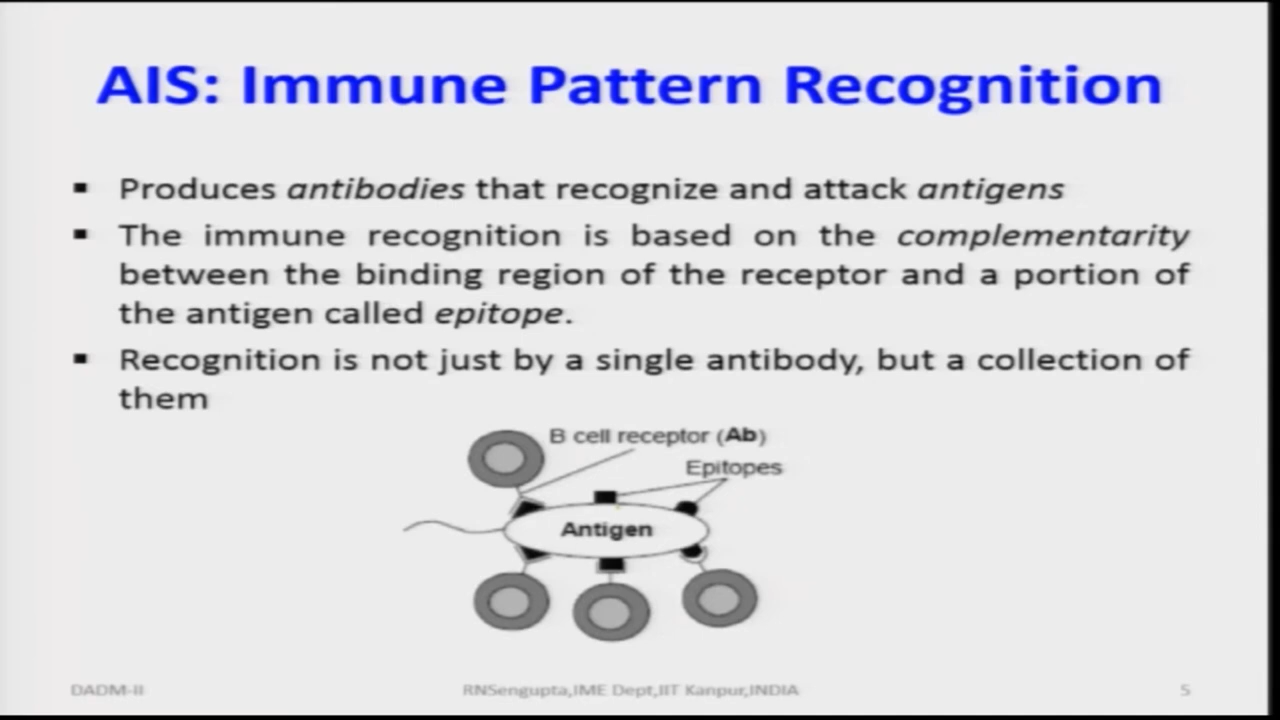 AIS: Immune Pattern Recognition
▪ Produces antibodies that recognize and attack antigens
▪ The immune recognition is based on the complementarity
between the binding region of the receptor and a portion of
the antigen called epitope.
▪ Recognition is not just by a single antibody, but a collection of
them
B cell receptor (Ab)
Epitopes
Antigen
DADM-II
RNSengupta,IME Dept,IIT Kanpur,INDIA
5